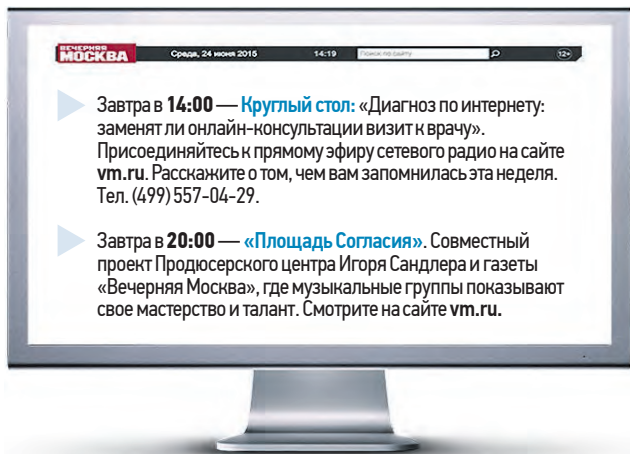 ВЕЧЕРНЯЯ
МОСКВА Среда, 24 июня 2015 14:19 Поиск по сайту 12+
Завтра в 14:00 — Круглый стол: «Диагноз по интернету:
заменят ли онлайн-консультации визит к врачу».
Присоединяйтесь к прямому эфиру сетевого радио на сайте
vm.ru. Расскажите о том, чем вам запомнилась эта неделя.
Тел. (499) 557-04-29.
Завтра в 20:00 — «Площадь Согласия». Совместный
проект Продюсерского центра Игоря Сандлера и газеты
«Вечерняя Москва», где музыкальные группы показывают
свое мастерство и талант. Смотрите на сайте vm.ru.